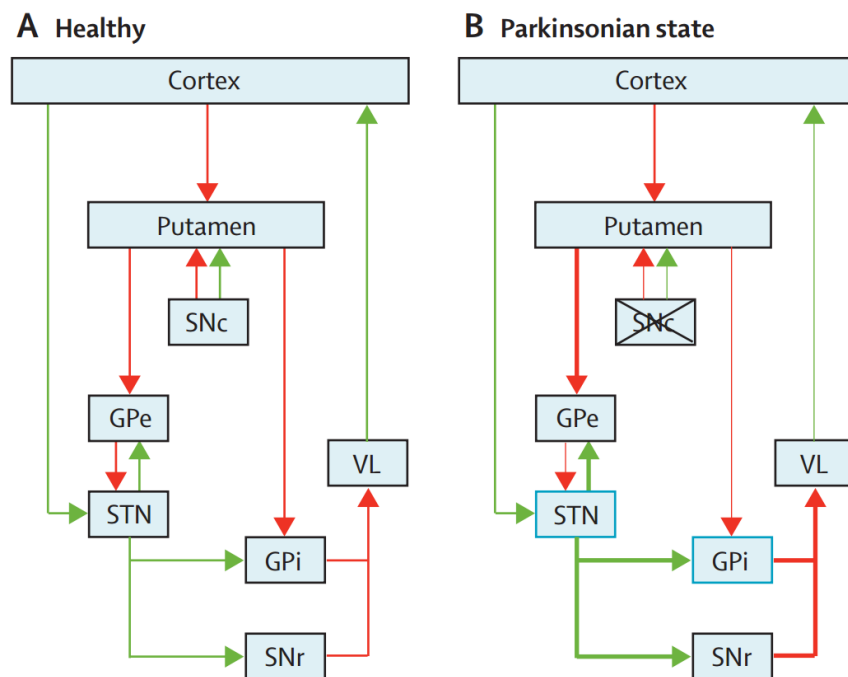 A Healthy
Cortex
Putamen
SNc
GPe
VL
STN
GPi
SNr
B Parkinsonian state
Cortex
Putamen
SNc
GPe
VL
STN
GPi
SNr